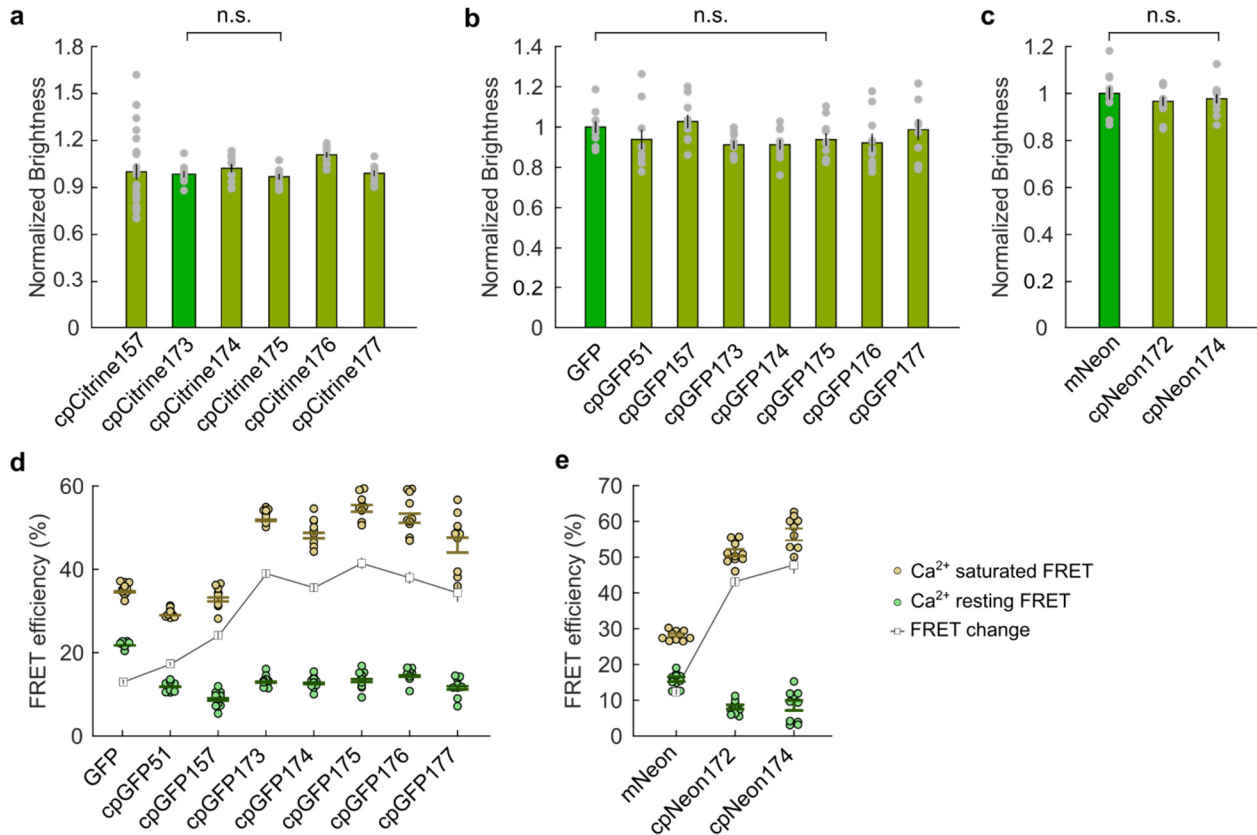 a
n.s.
Normalized Brightness
1.8
1.5
1.2
0.9
0.6
0.3
0
cpCitrine157
cpCitrine173
cpCitrine174
cpCitrine175
cpCitrine176
cpCitrine177
b
n.s.
Normalized Brightness
1.4
1.2
1
0.8
0.6
0.4
0.2
0
GFP
cpGFP51
cpGFP157
cpGFP173
cpGFP174
cpGFP175
cpGFP176
cpGFP177
c
n.s.
Normalized Brightness
1.2
1
0.8
0.6
0.4
0.2
0
mNeon
cpNeon172
cpNeon174
d
FRET efficiency (%)
60
40
20
0
GFP
cpGFP51
cpGFP157
cpGFP173
cpGFP174
cpGFP175
cpGFP176
cpGFP177
e
FRET efficiency (%)
70
60
50
40
30
20
10
0
mNeon
cpNeon172
cpNeon174
Ca²⁺ saturated FRET
Ca²⁺ resting FRET
FRET change